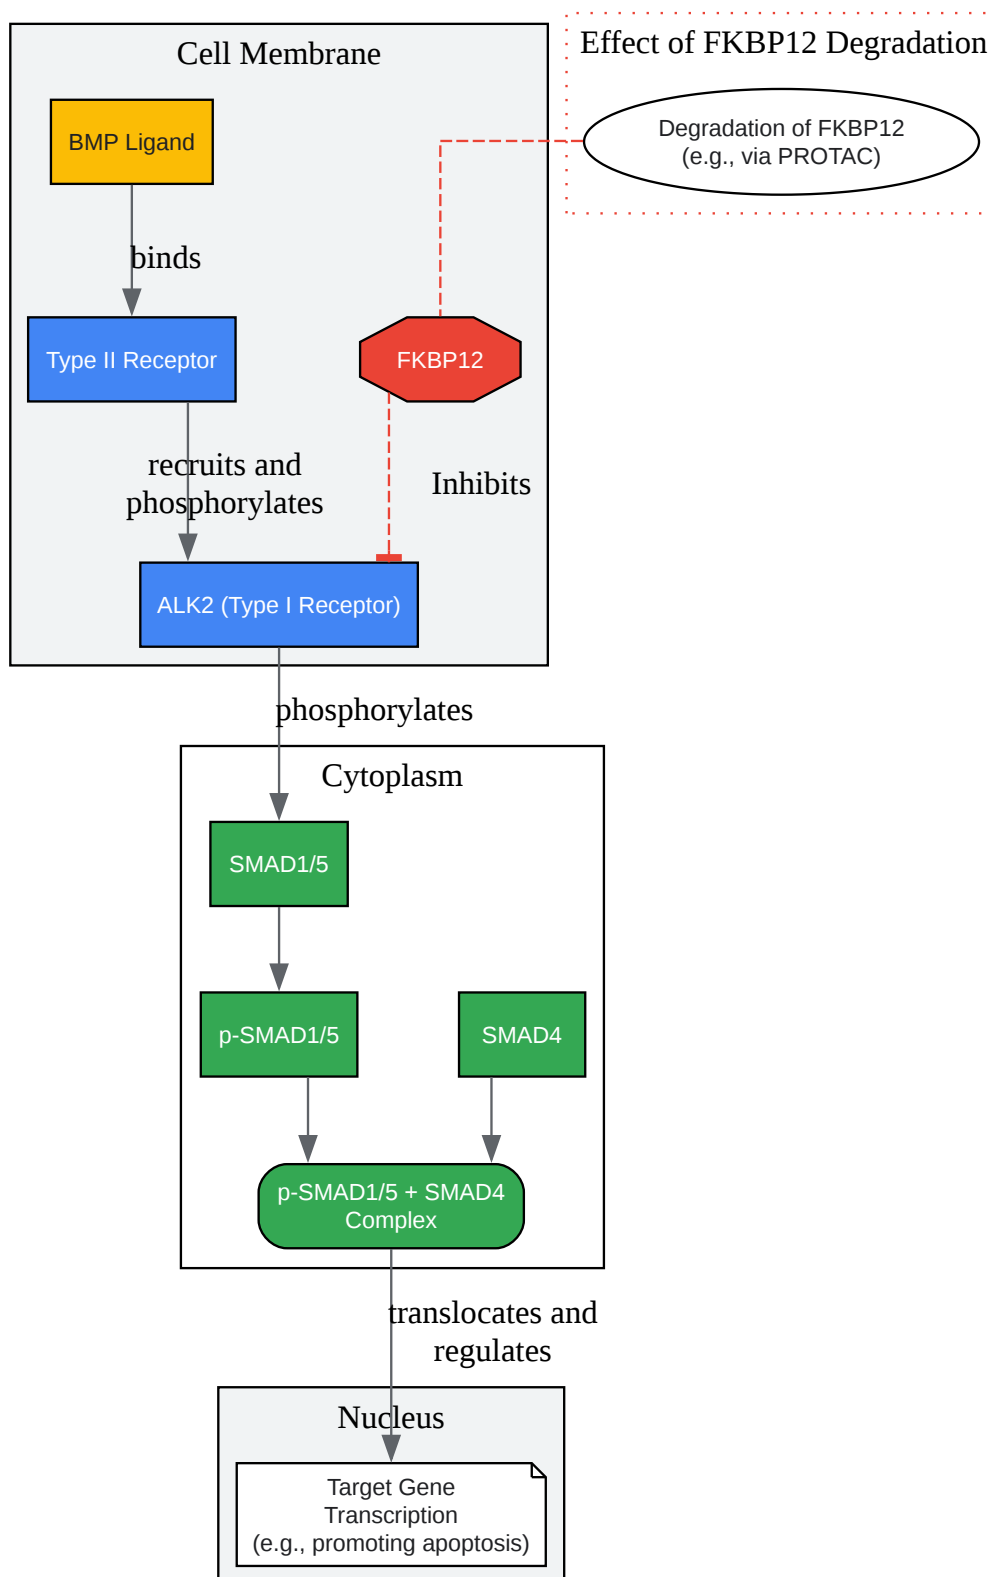 Cell Membrane
Effect of FKBP12 Degradation
BMP Ligand
Degradation of FKBP12
(e.g., via PROTAC)
binds
Type II Receptor
FKBP12
recruits and
phosphorylates
Inhibits
ALK2 (Type I Receptor)
phosphorylates
Cytoplasm
SMAD1/5
p-SMAD1/5
SMAD4
p-SMAD1/5 + SMAD4
Complex
translocates and
regulates
Nucleus
Target Gene
Transcription
(e.g., promoting apoptosis)